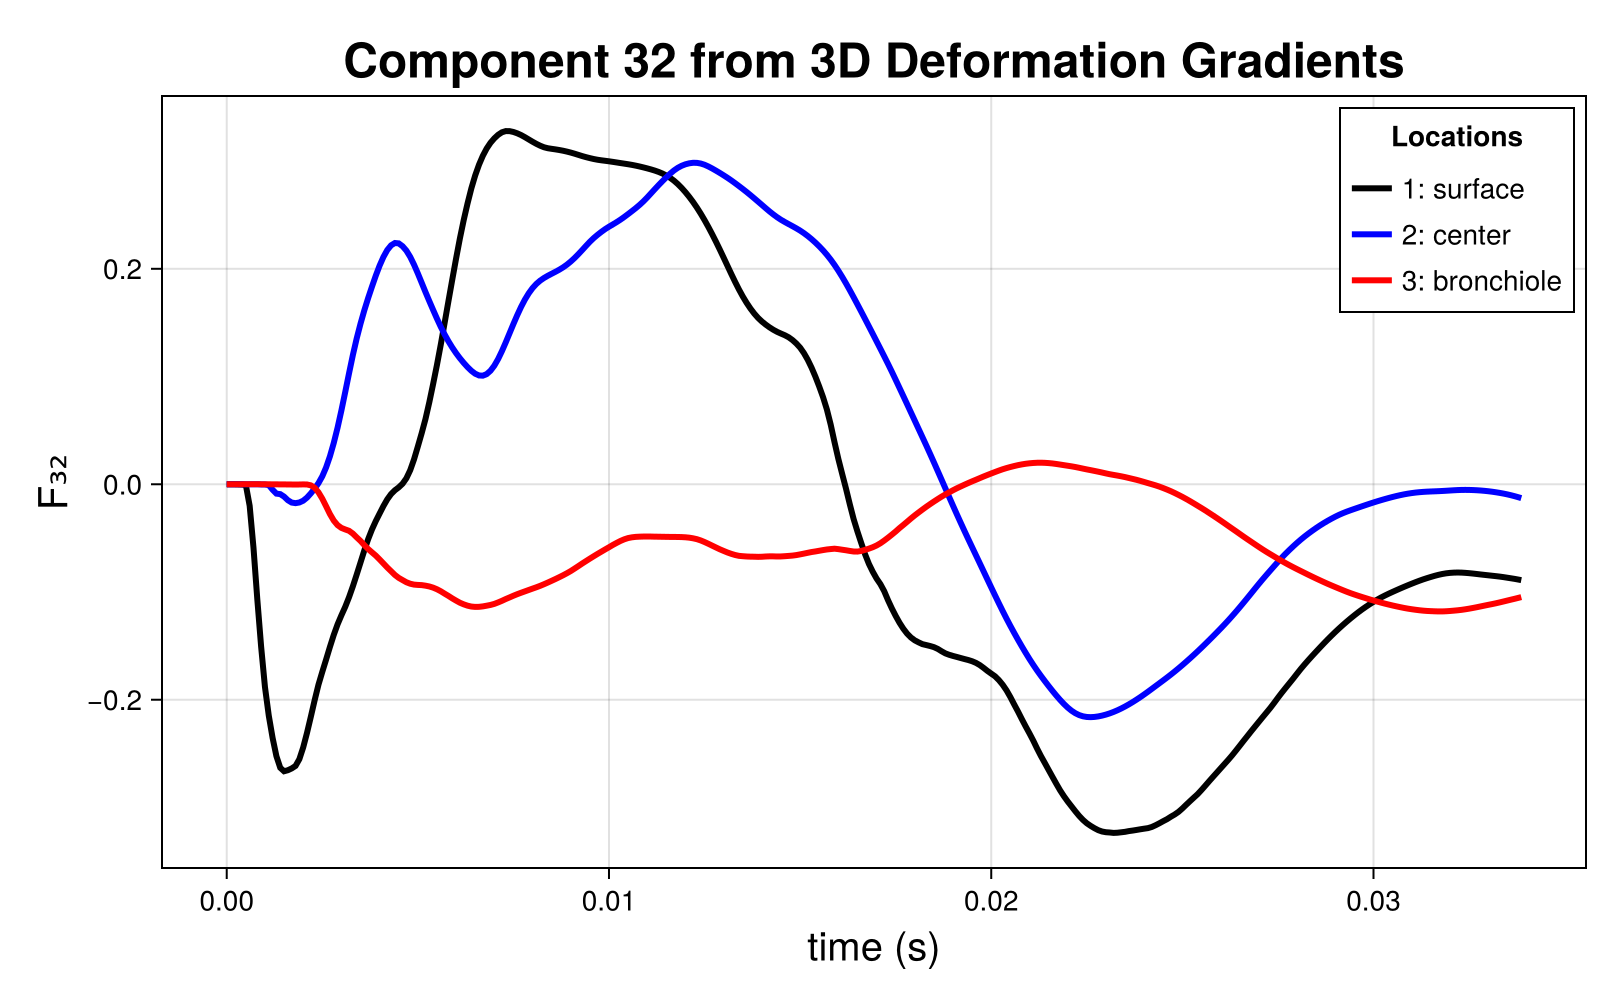 Component 32 from 3D Deformation Gradients
Locations
1: surface
2: center
3: bronchiole
F₃₂
0.2
0.0
−0.2
0.00
0.01
0.02
0.03
time (s)